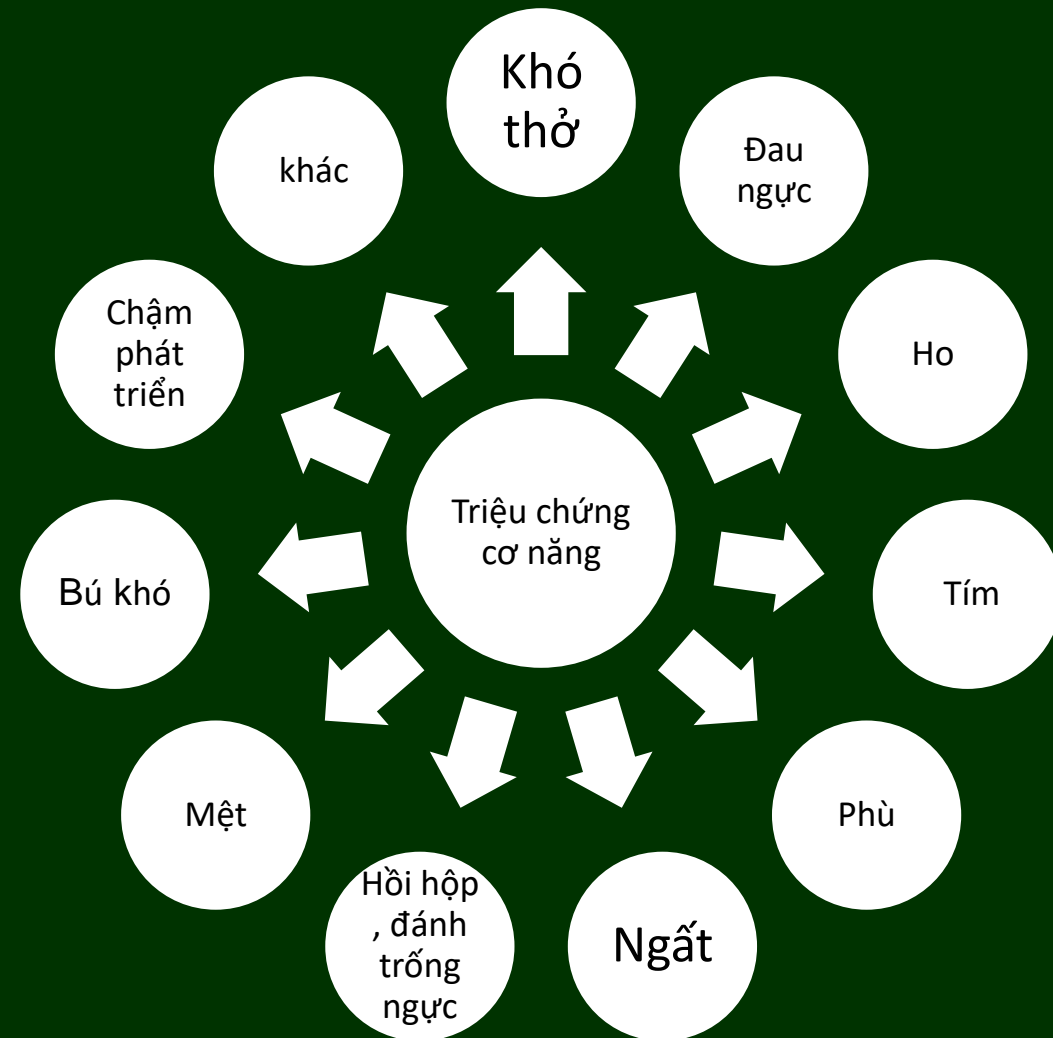 Khó
thở
Đau
ngực
Ho
Tím
Phù
Ngất
Hồi hộp
, đánh
trống
ngực
Mệt
Bú khó
Chậm
phát
triển
khác
Triệu chứng
cơ năng